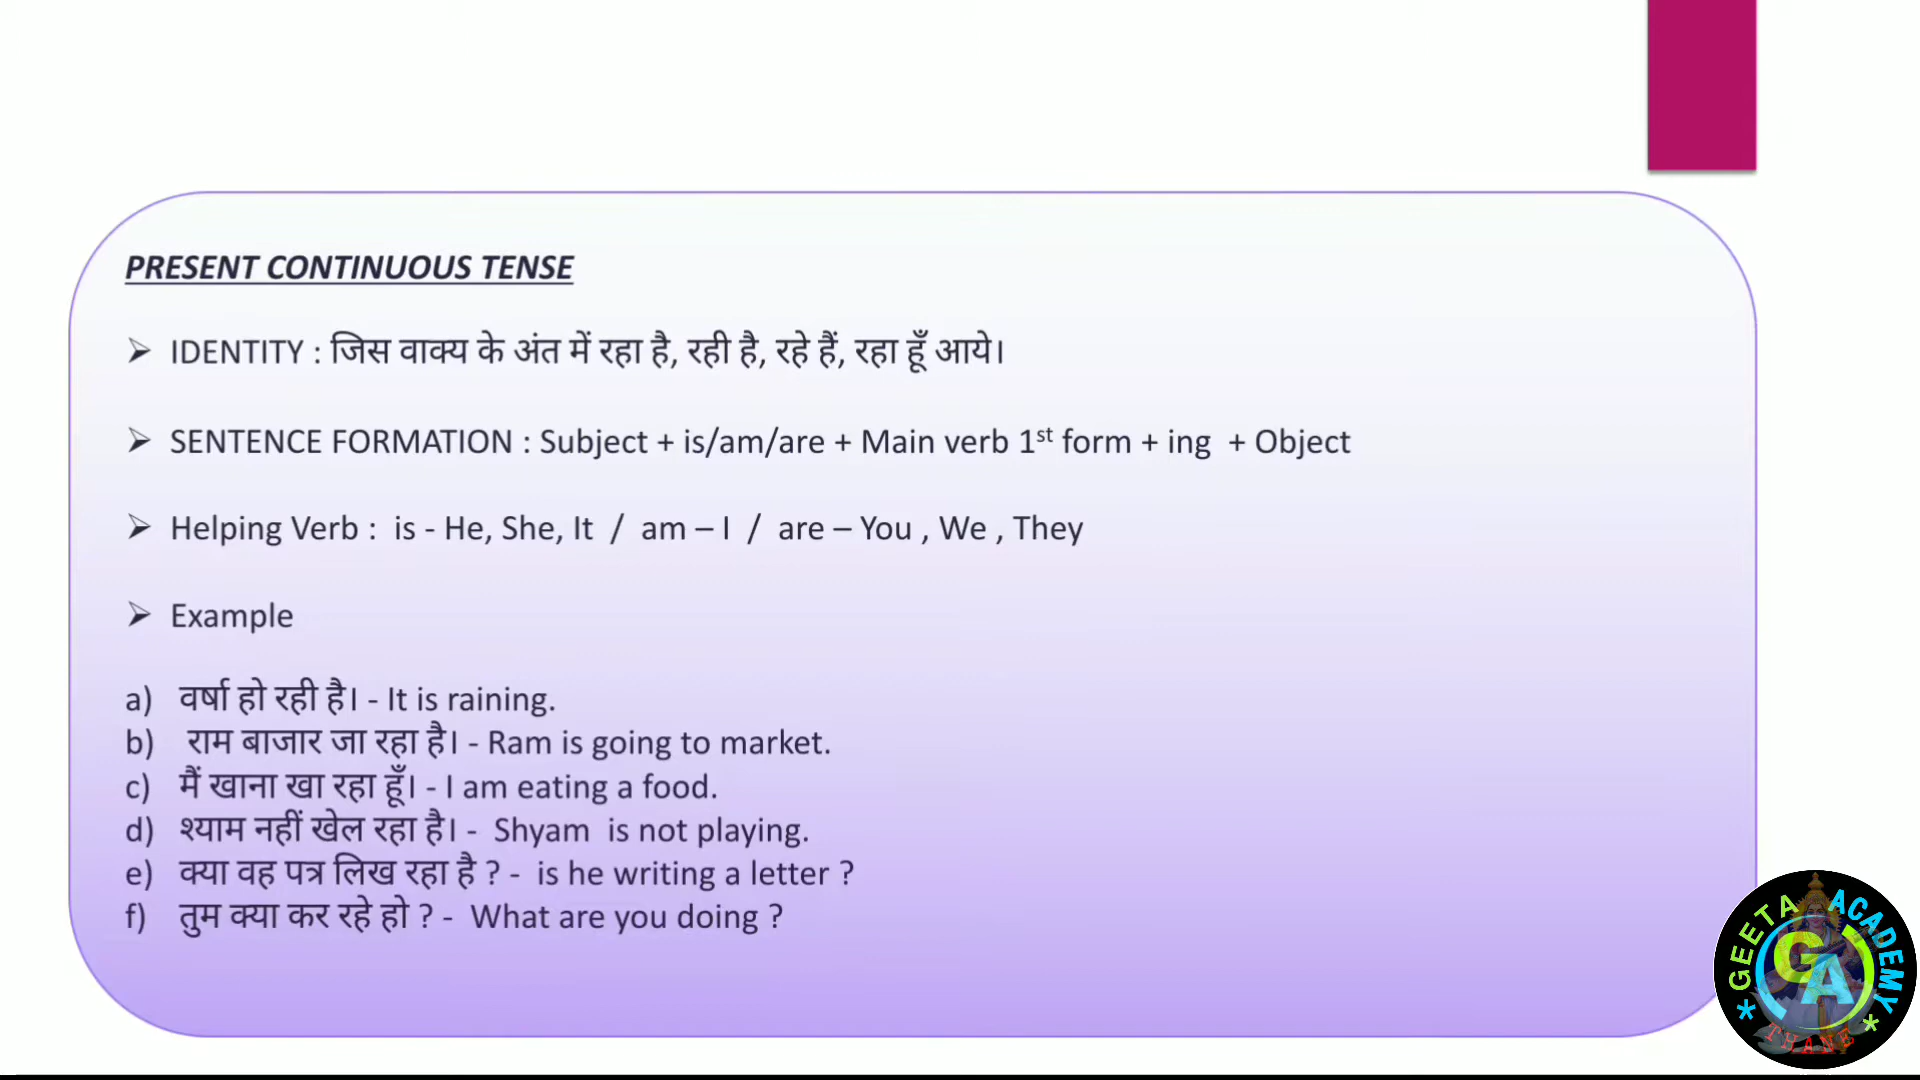 PRESENT CONTINUOUS TENSE
➢ IDENTITY : जिस वाक्य के अंत में रहा है, रही है, रहे हैं, रहा हूँ आये।
➢ SENTENCE FORMATION : Subject + is/am/are + Main verb 1st form + ing + Object
➢ Helping Verb : is - He, She, It / am – I / are – You , We , They
➢ Example
a) वर्षा हो रही है। - It is raining.
b) राम बाजार जा रहा है। - Ram is going to market.
c) मैं खाना खा रहा हूँ। - I am eating a food.
d) श्याम नहीं खेल रहा है। - Shyam is not playing.
e) क्या वह पत्र लिख रहा है ? - is he writing a letter ?
f) तुम क्या कर रहे हो ? - What are you doing ?
GEETA ACADEMY
GA
* THANE *